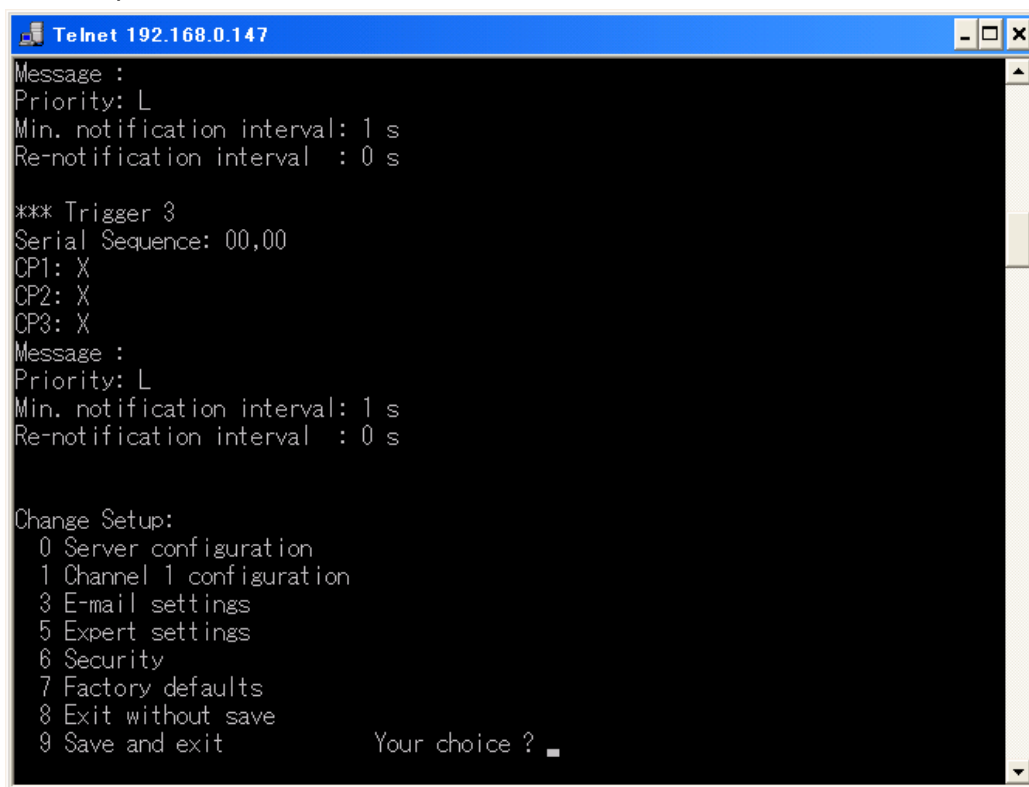 Telnet 192.168.0.147
Message :
Priority: L
Min. notification interval: 1 s
Re-notification interval  : 0 s
*** Trigger 3
Serial Sequence: 00,00
CP1: X
CP2: X
CP3: X
Message :
Priority: L
Min. notification interval: 1 s
Re-notification interval  : 0 s
Change Setup:
  0 Server configuration
  1 Channel 1 configuration
  3 E-mail settings
  5 Expert settings
  6 Security
  7 Factory defaults
  8 Exit without save
  9 Save and exit            Your choice ?